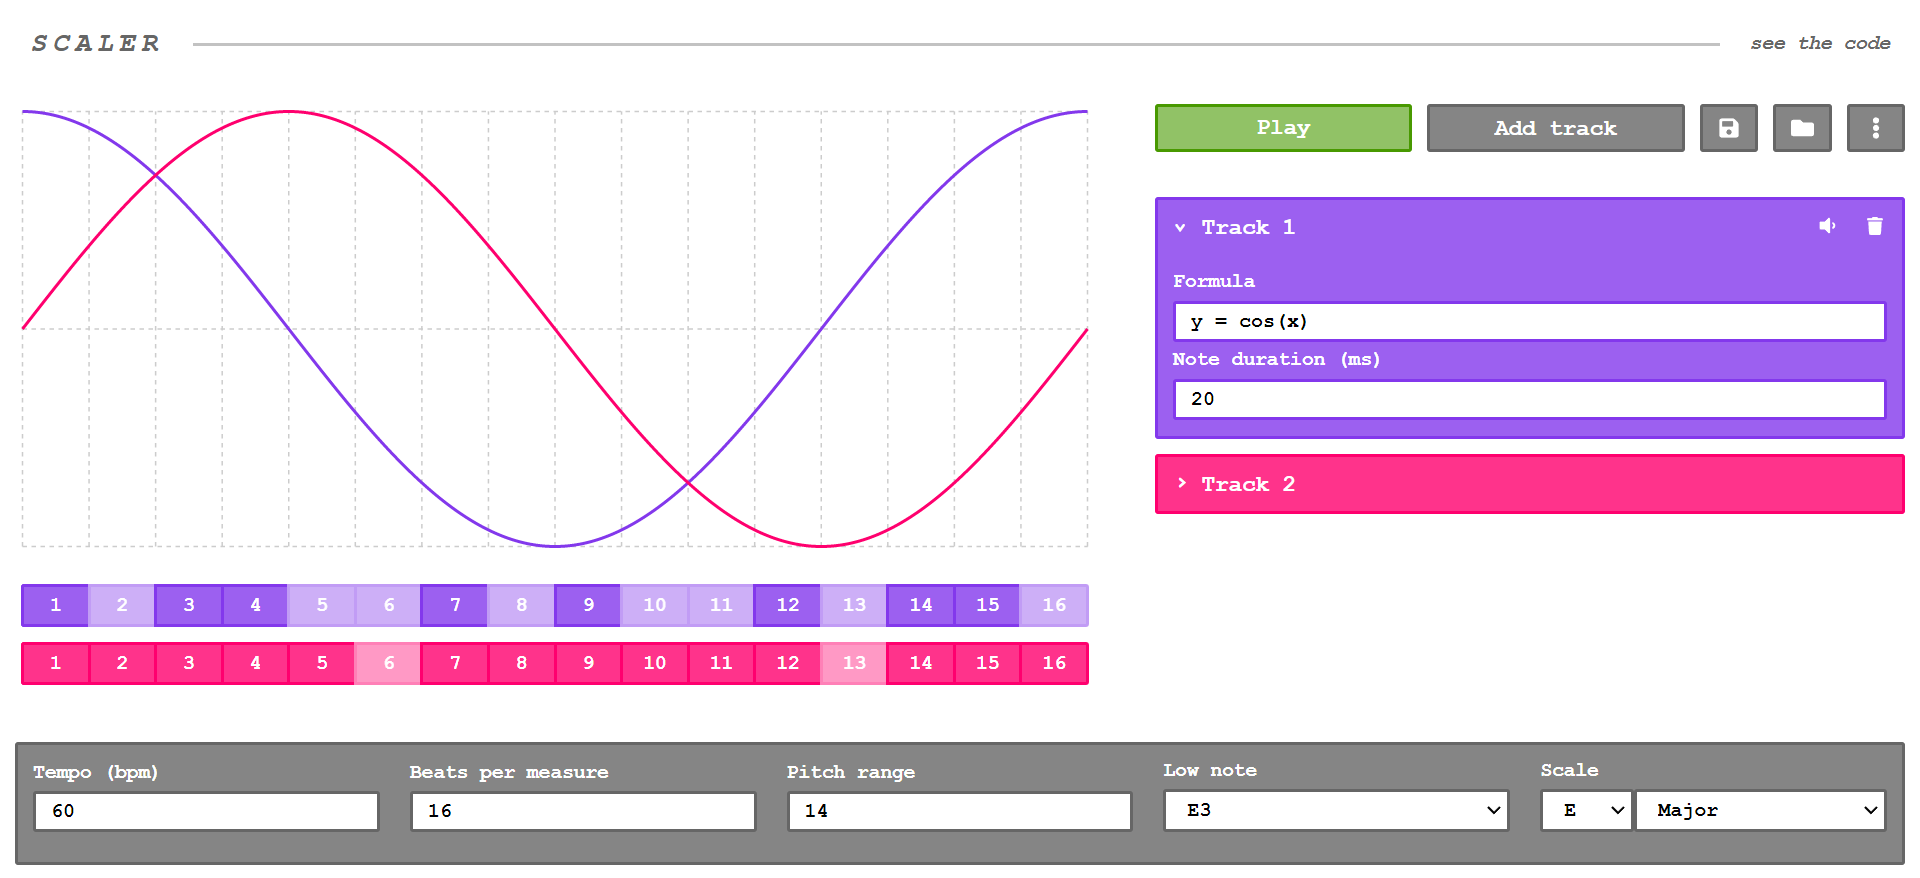 SCALER
see the code
Play
Add track
Track 1
Formula
y = cos(x)
Note duration (ms)
20
Track 2
1 2 3 4 5 6 7 8 9 10 11 12 13 14 15 16
1 2 3 4 5 6 7 8 9 10 11 12 13 14 15 16
Tempo (bpm) Beats per measure Pitch range Low note Scale
60 16 14 E3 E Major